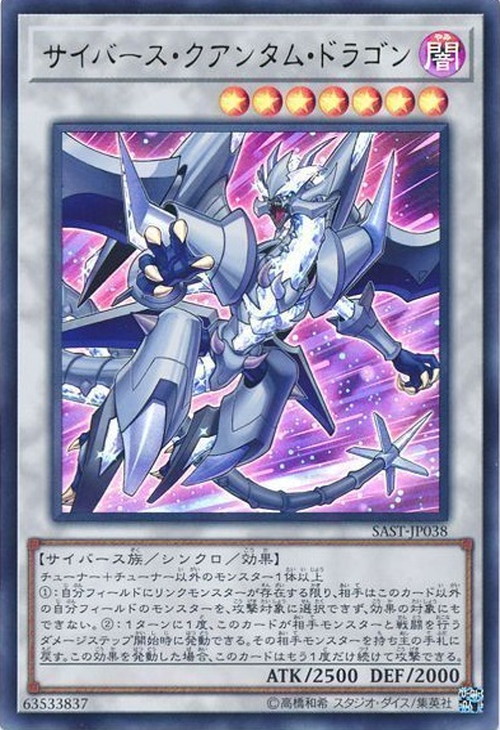 サイバース・クアンタム・ドラゴン
闇
SAST-JP038
【サイバース族／シンクロ／効果】
チューナー＋チューナー以外のモンスター1体以上
①：自分フィールドにリンクモンスターが存在する限り、相手はこのカード以外
の自分フィールドのモンスターを、攻撃対象に選択できず、効果の対象にも
できない。②：1ターンに1度、このカードが相手モンスターと戦闘を行う
ダメージステップ開始時に発動できる。その相手モンスターを持ち主の手札に
戻す。この効果を発動した場合、このカードはもう1度だけ続けて攻撃できる。
ATK/2500 DEF/2000
63533837
©高橋和希 スタジオ・ダイス/集英社